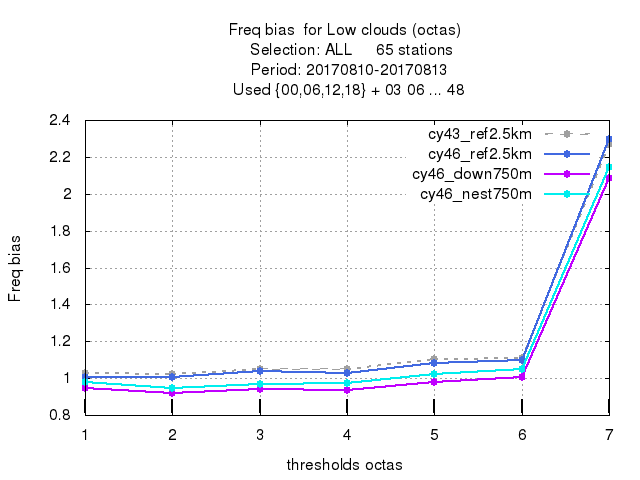 Freq bias for Low clouds (octas)
Selection: ALL 65 stations
Period: 20170810-20170813
Used {00,06,12,18} + 03 06 ... 48
2.4
2.2
2
1.8
1.6
1.4
1.2
1
0.8
Freq bias
cy43_ref2.5km
cy46_ref2.5km
cy46_down750m
cy46_nest750m
1 2 3 4 5 6 7
thresholds octas